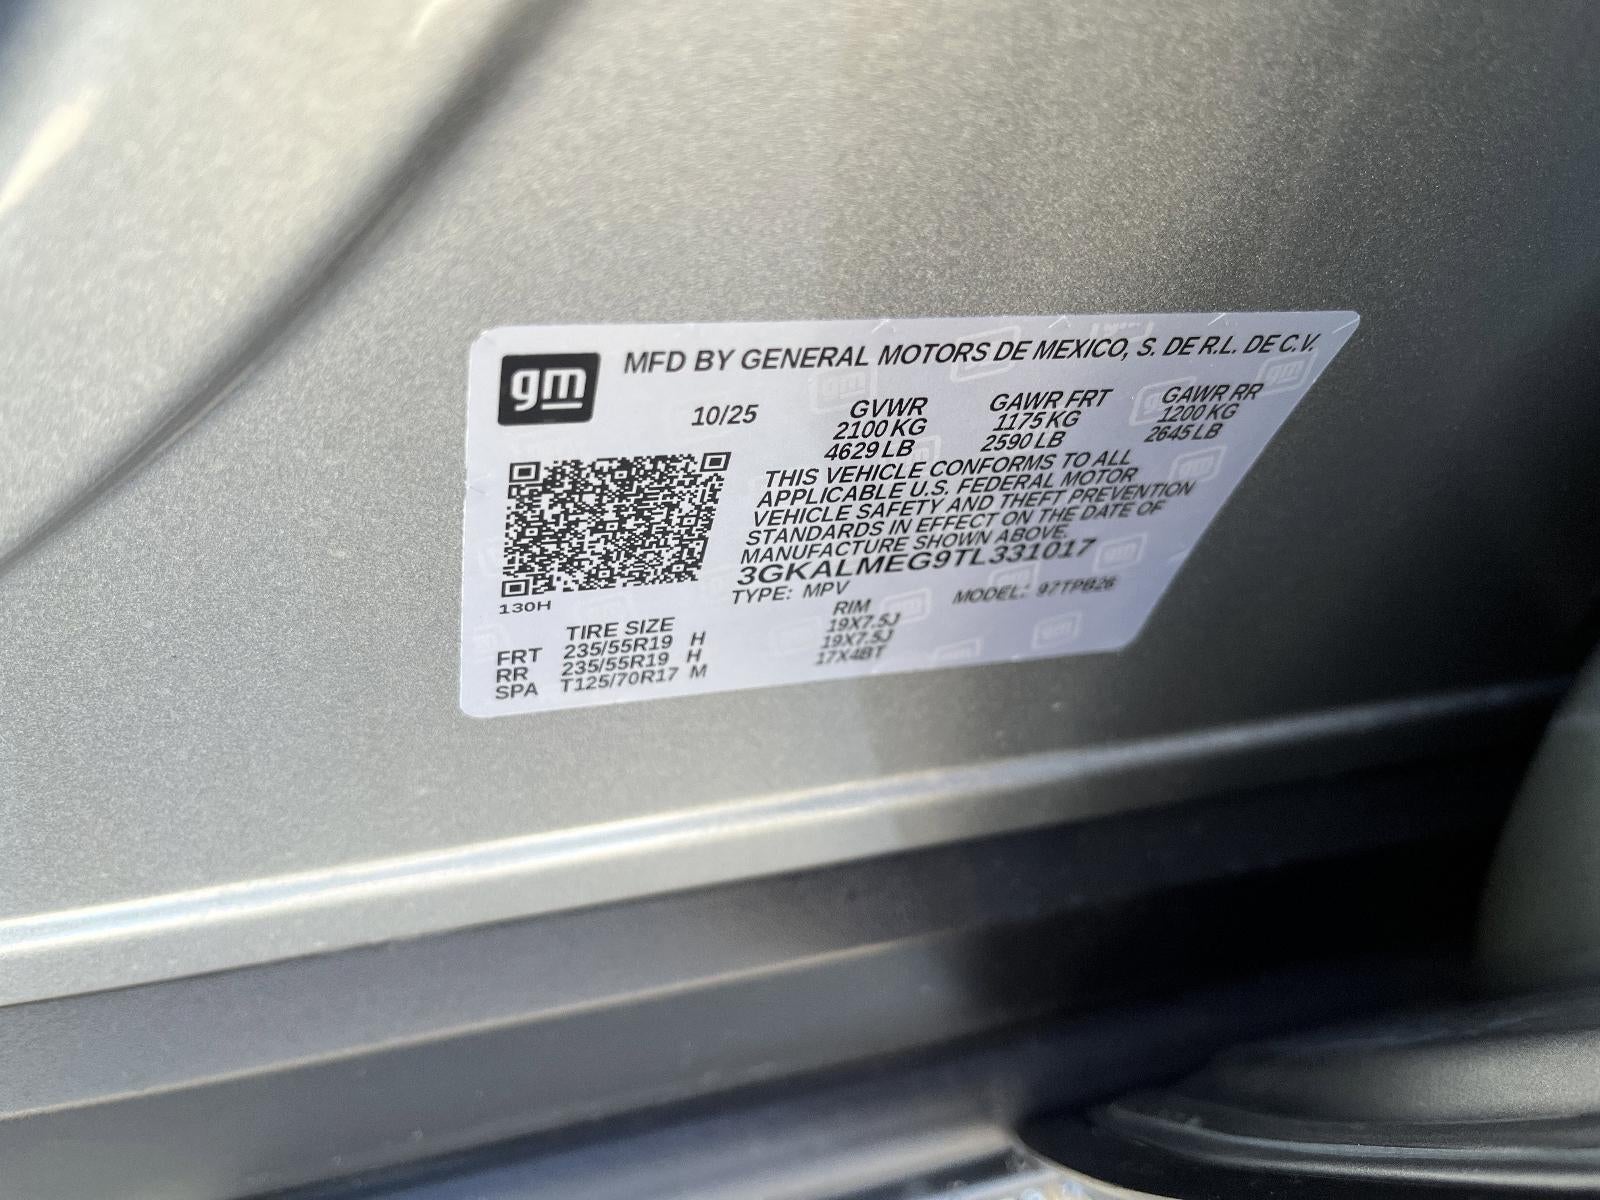 gm
MFD BY GENERAL MOTORS DE MEXICO, S. DE R.L. DE C.V.
10/25 GVWR GAWR FRT GAWR RR
2100 KG 1175 KG 1200 KG
4629 LB 2590 LB 2645 LB
THIS VEHICLE CONFORMS TO ALL
APPLICABLE U.S. FEDERAL MOTOR
VEHICLE SAFETY AND THEFT PREVENTION
STANDARDS IN EFFECT ON THE DATE OF
MANUFACTURE SHOWN ABOVE.
3GKALMEG9TL331017
TYPE: MPV MODEL: 97TPB26
130H
TIRE SIZE RIM
FRT 235/55R19 H 19X7.5J
RR 235/55R19 H 19X7.5J
SPA T125/70R17 M 17X4BT